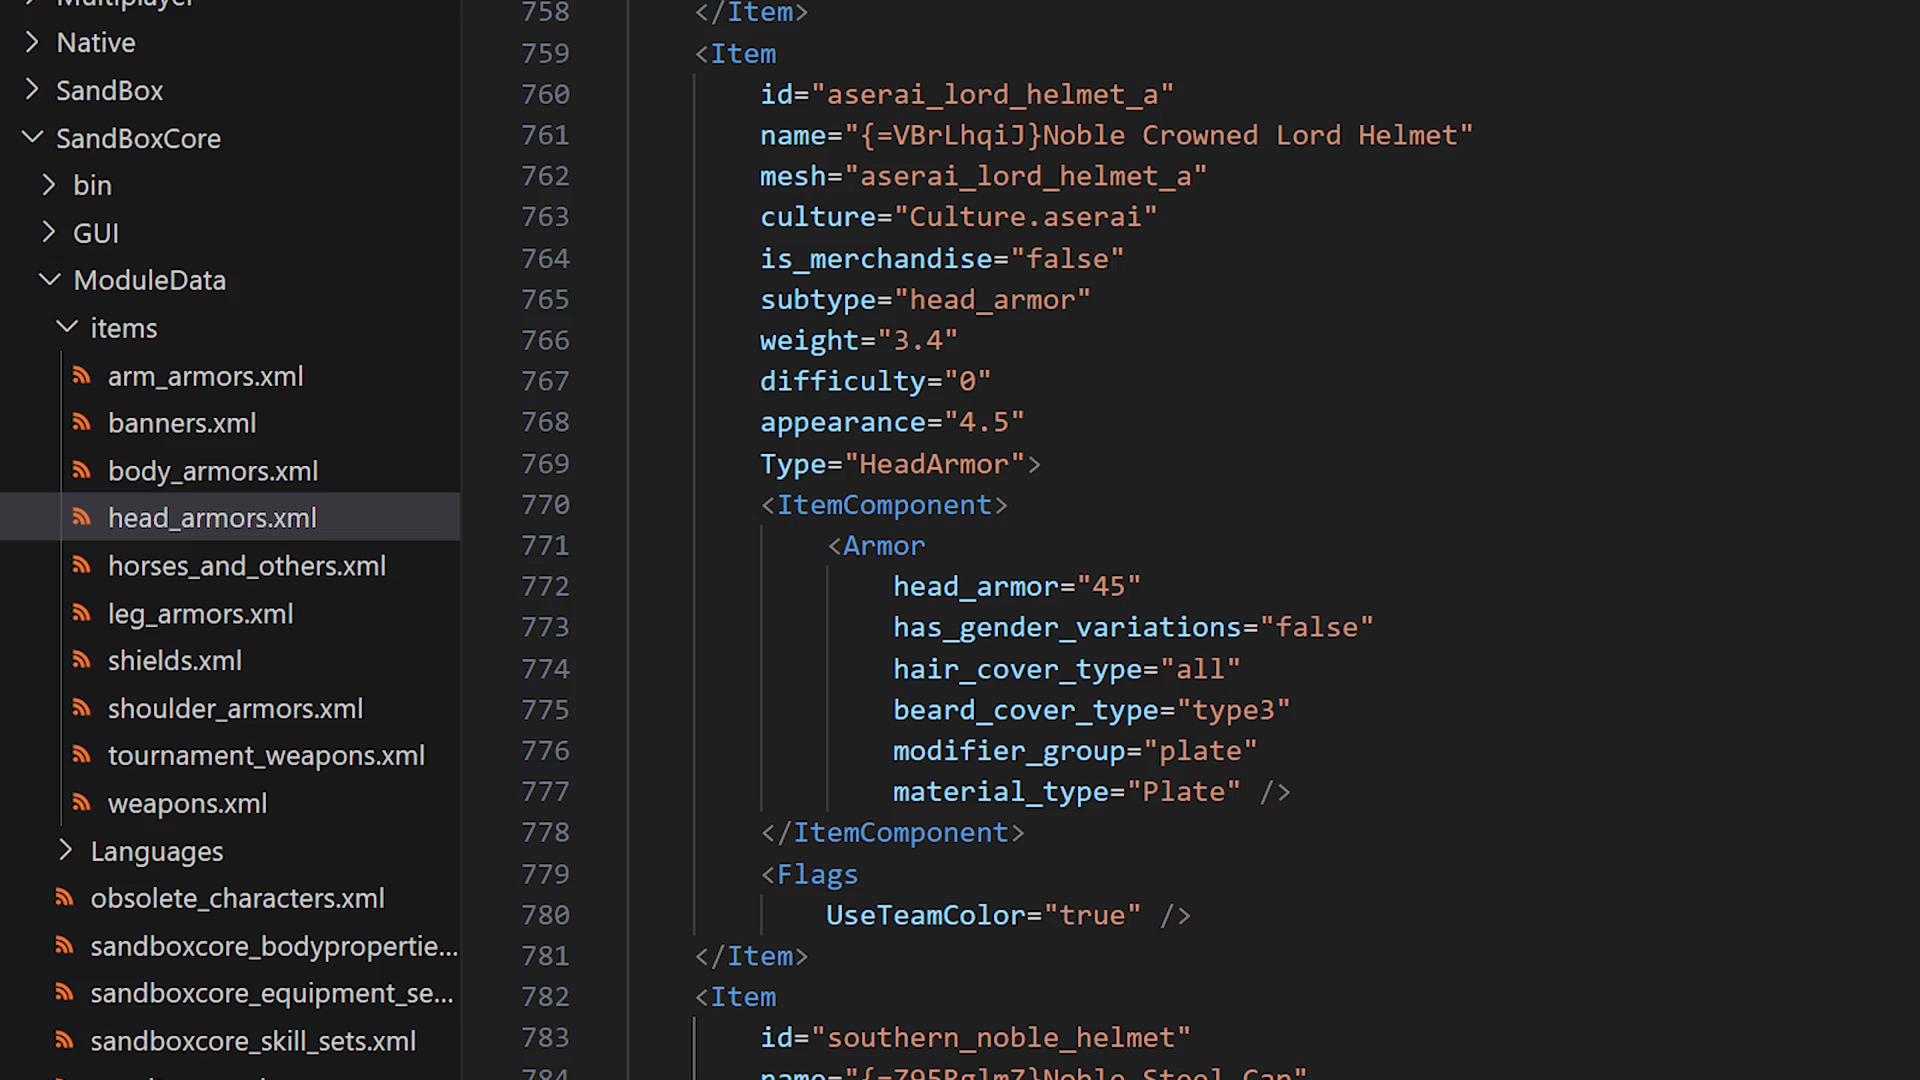 Multiplayer
Native
SandBox
SandBoxCore
bin
GUI
ModuleData
items
arm_armors.xml
banners.xml
body_armors.xml
head_armors.xml
horses_and_others.xml
leg_armors.xml
shields.xml
shoulder_armors.xml
tournament_weapons.xml
weapons.xml
Languages
obsolete_characters.xml
sandboxcore_bodypropertie...
sandboxcore_equipment_se...
sandboxcore_skill_sets.xml
758 </Item>
759 <Item
760 id="aserai_lord_helmet_a"
761 name="{=VBrLhqiJ}Noble Crowned Lord Helmet"
762 mesh="aserai_lord_helmet_a"
763 culture="Culture.aserai"
764 is_merchandise="false"
765 subtype="head_armor"
766 weight="3.4"
767 difficulty="0"
768 appearance="4.5"
769 Type="HeadArmor">
770 <ItemComponent>
771 <Armor
772 head_armor="45"
773 has_gender_variations="false"
774 hair_cover_type="all"
775 beard_cover_type="type3"
776 modifier_group="plate"
777 material_type="Plate" />
778 </ItemComponent>
779 <Flags
780 UseTeamColor="true" />
781 </Item>
782 <Item
783 id="southern_noble_helmet"
784